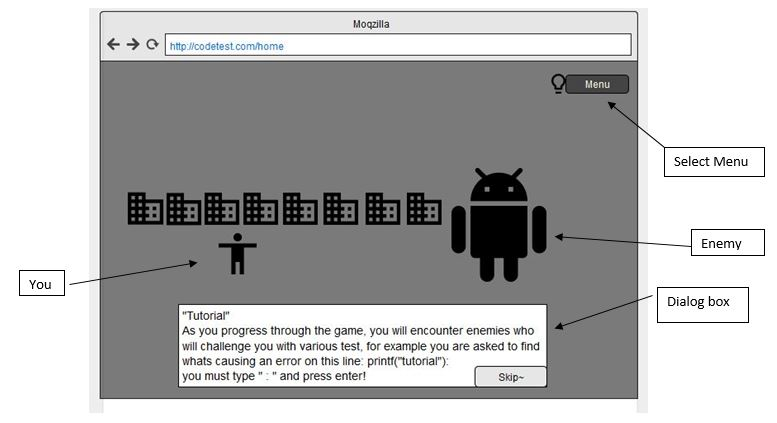 Moqzilla
http://codetest.com/home
Menu
Select Menu
Enemy
You
Dialog box
"Tutorial"
As you progress through the game, you will encounter enemies who
will challenge you with various test, for example you are asked to find
whats causing an error on this line: printf("tutorial"):
you must type " : " and press enter!
Skip~